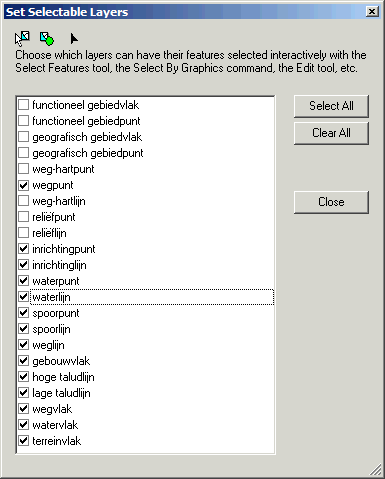 Set Selectable Layers
Choose which layers can have their features selected interactively with the
Select Features tool, the Select By Graphics command, the Edit tool, etc.
functioneel gebiedvlak
functioneel gebiedpunt
geografisch gebiedvlak
geografisch gebiedpunt
weg-hartpunt
wegpunt
weg-hartlijn
reliëfpunt
reliëflijn
inrichtingpunt
inrichtinglijn
waterpunt
waterlijn
spoorpunt
spoorlijn
weglijn
gebouwvlak
hoge taludlijn
lage taludlijn
wegvlak
watervlak
terreinvlak
Select All
Clear All
Close